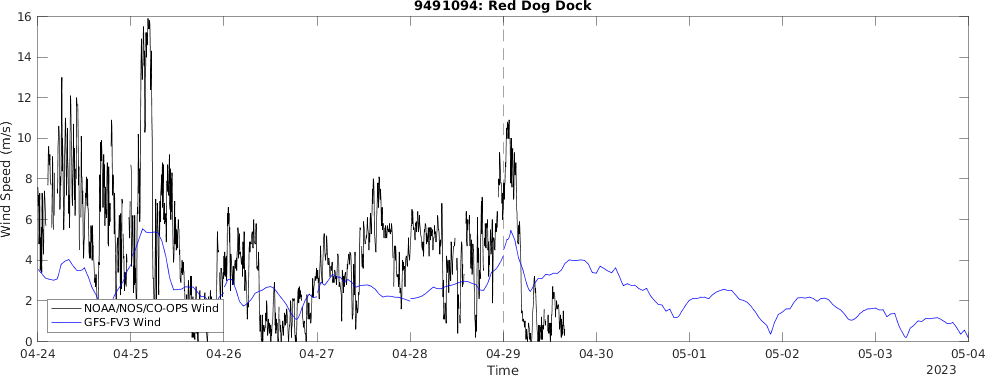 9491094: Red Dog Dock
16
14
12
10
8
6
4
2
0
Wind Speed (m/s)
NOAA/NOS/CO-OPS Wind
GFS-FV3 Wind
04-24 04-25 04-26 04-27 04-28 04-29 04-30 05-01 05-02 05-03 05-04
Time
2023